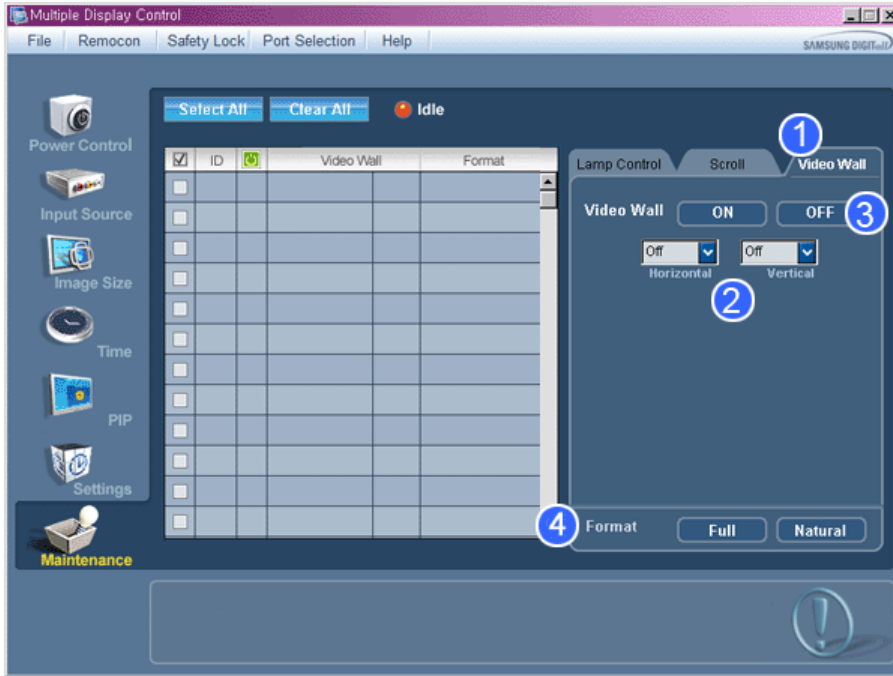 Multiple Display Control
File Remocon Safety Lock Port Selection Help
SAMSUNG DIGITall
Select All Clear All Idle
Power Control
Input Source
Image Size
Time
PIP
Settings
Maintenance
ID Video Wall Format
1
Lamp Control Scroll Video Wall
Video Wall ON OFF 3
Off Off
Horizontal Vertical
2
4 Format Full Natural